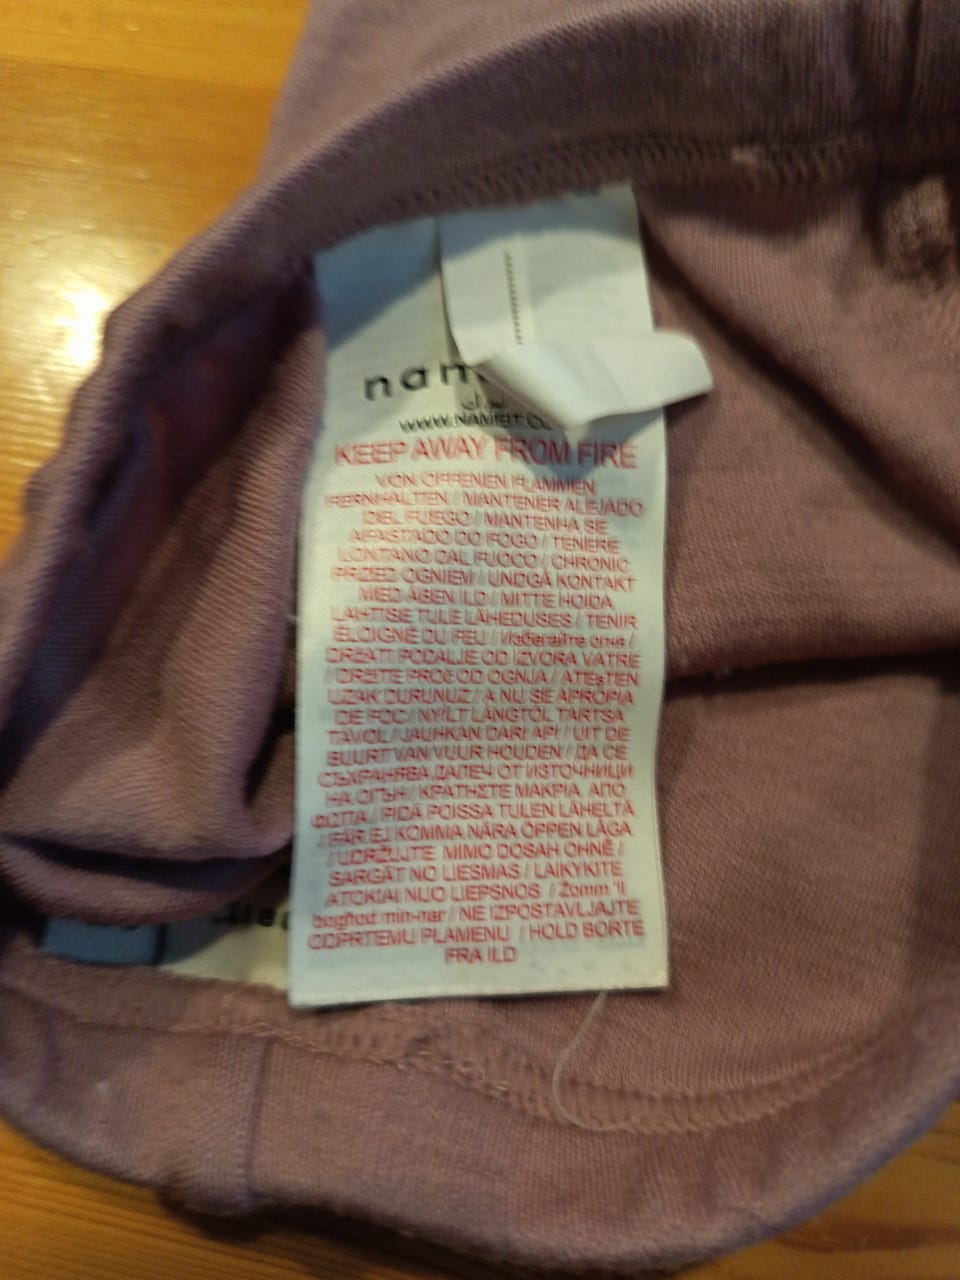 WWW.NAMEIT.CO
KEEP AWAY FROM FIRE
VON OFFENEN FLAMMEN
FERNHALTEN / MANTENER ALEJADO
DEL FUEGO / MANTENHA SE
AFASTADO DO FOGO / TENERE
LONTANO DAL FUOCO / CHRONIC
PRZED OGNIEM / UNDGÅ KONTAKT
MED ÅBEN ILD / MITTE HOIDA
LAHTISE TULE LÄHEDUSES / TENIR
ÉLOIGNÉ DU FEU / Избегайте огня /
DRŽATI PODALJE OD IZVORA VATRE
/ DRŽITE PROČ OD OGNJA / ATEşTEN
UZAK DURUNUZ / A NU SE APROPIA
DE FOC / NYÍLT LÁNGTÓL TARTSA
TÁVOL / JAUHKAN DARI API / UIT DE
BUURT VAN VUUR HOUDEN / ДА СЕ
СЪХРАНЯВА ДАЛЕЧ ОТ ИЗТОЧНИЦИ
НА ОГЪН / ΚΡΑΤΗΣΤΕ ΜΑΚΡΙΑ ΑΠΟ
ΦΩΤΙΑ / PIDÄ POISSA TULEN LÄHELTÄ
/ FÅR EJ KOMMA NÄRA ÖPPEN LÅGA
/ UDRŽUJTE MIMO DOSAH OHNĚ /
SARGĀT NO LIESMAS / LAIKYKITE
ATOKIAI NUO LIEPSNOS / Żomm 'il
bogħod min-nar / NE IZPOSTAVLJAJTE
ODPRTEMU PLAMENU / HOLD BORTE
FRA ILD